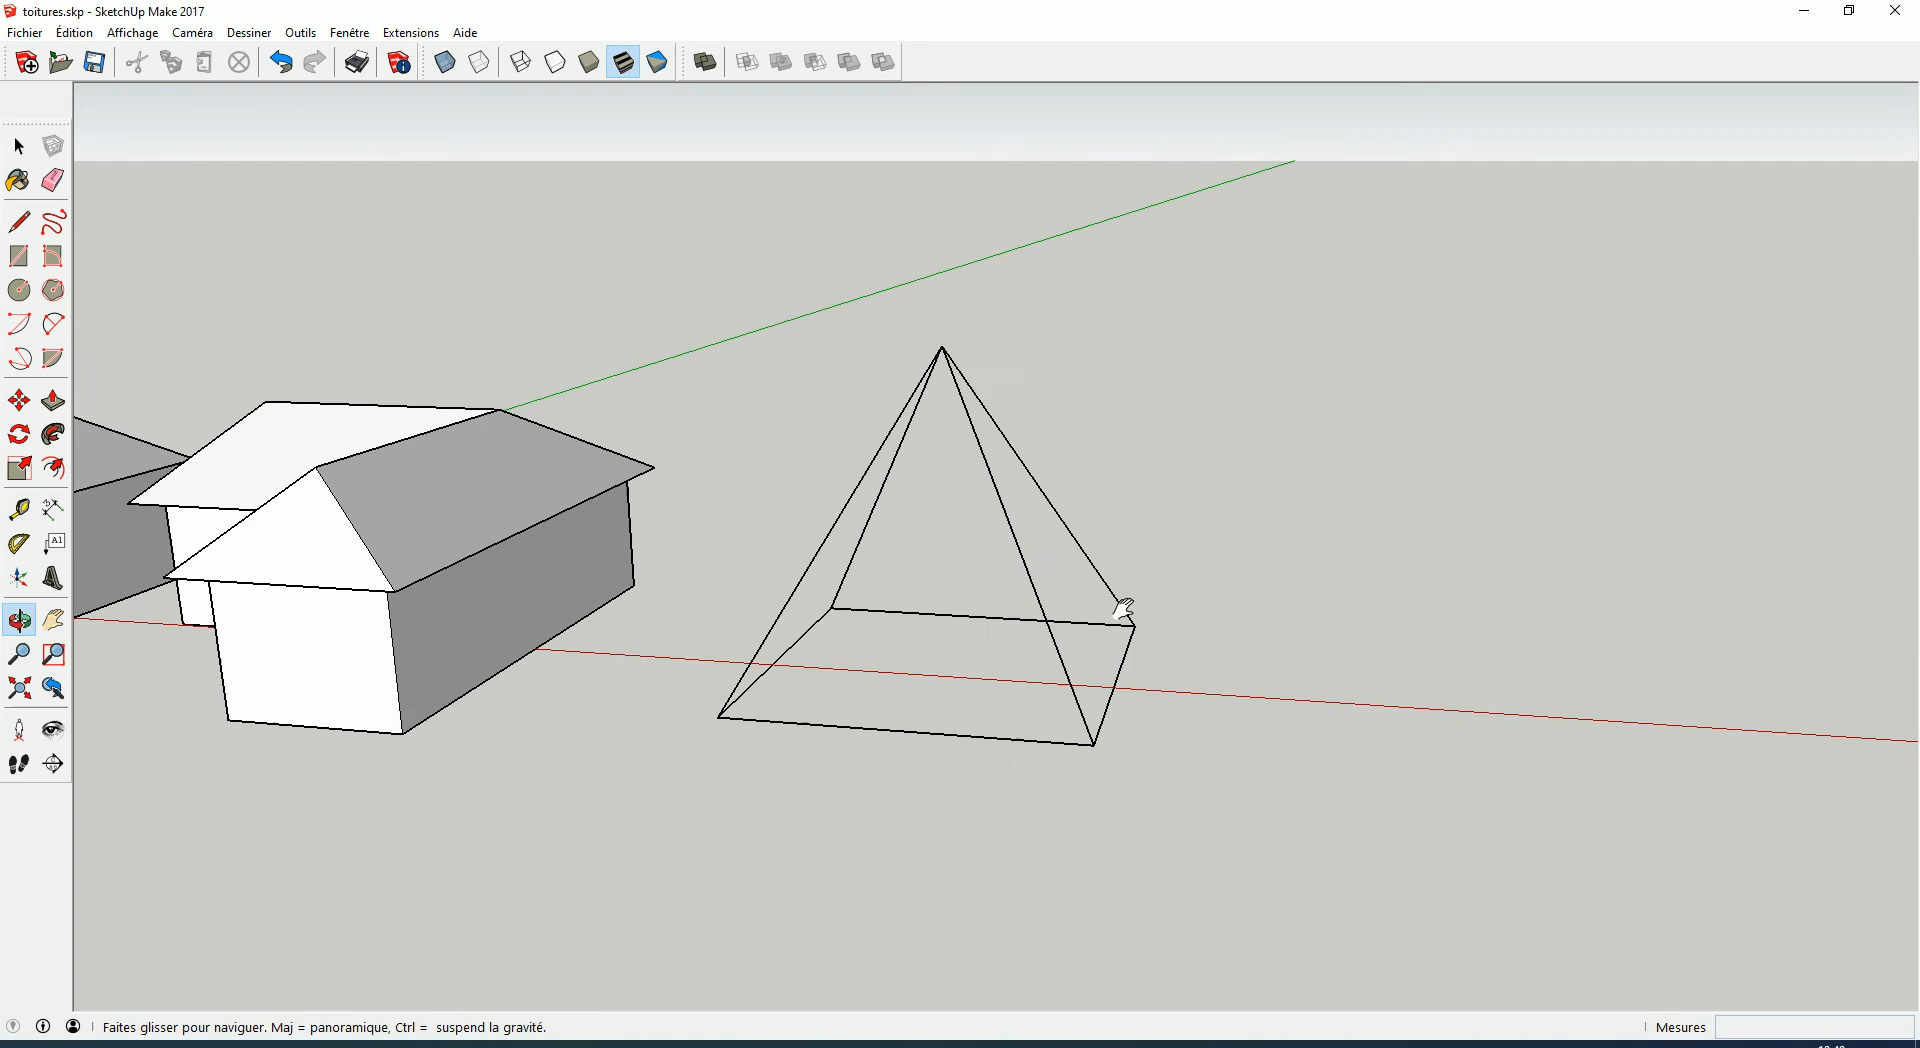 toitures.skp - SketchUp Make 2017
Fichier Édition Affichage Caméra Dessiner Outils Fenêtre Extensions Aide
A1
Faites glisser pour naviguer. Maj = panoramique, Ctrl = suspend la gravité.
Mesures